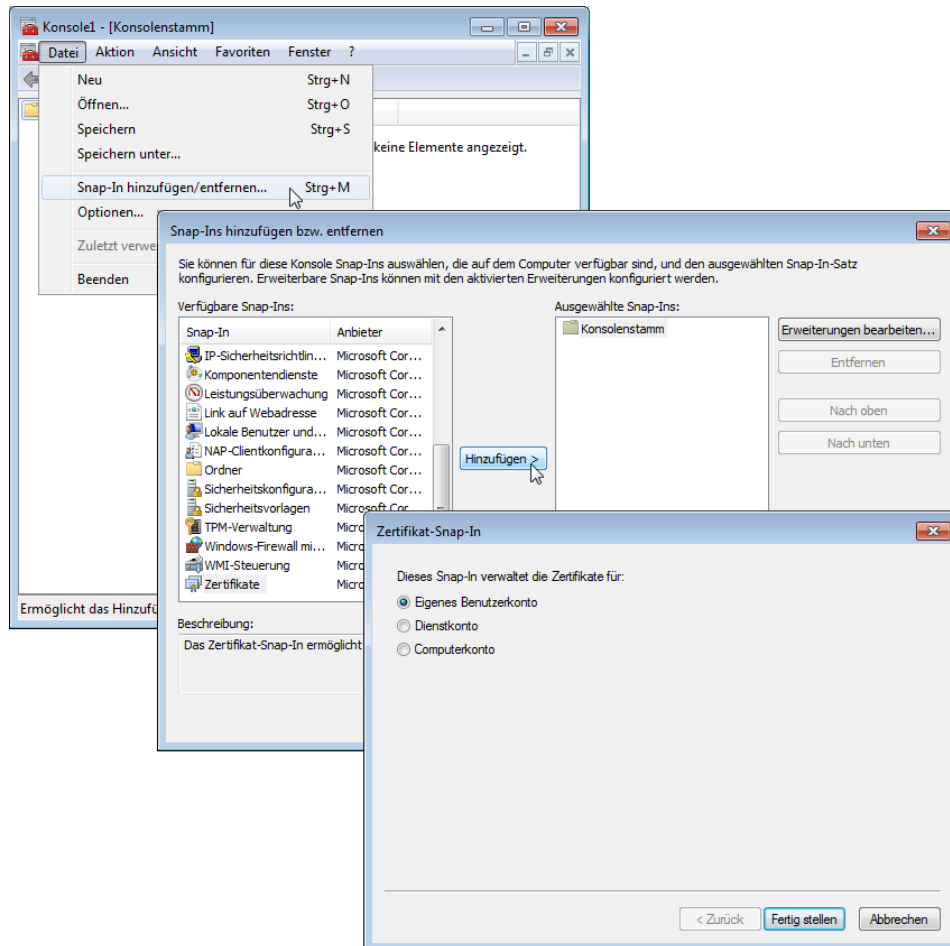 Konsole1 - [Konsolenstamm]
Datei Aktion Ansicht Favoriten Fenster ?
Neu Strg+N
Öffnen... Strg+O
Speichern Strg+S
Speichern unter...
Snap-In hinzufügen/entfernen... Strg+M
Optionen...
Zuletzt verwe
Beenden
keine Elemente angezeigt.
Ermöglicht das Hinzufü
Snap-Ins hinzufügen bzw. entfernen
Sie können für diese Konsole Snap-Ins auswählen, die auf dem Computer verfügbar sind, und den ausgewählten Snap-In-Satz
konfigurieren. Erweiterbare Snap-Ins können mit den aktivierten Erweiterungen konfiguriert werden.
Verfügbare Snap-Ins:
Snap-In Anbieter
IP-Sicherheitsrichtlin... Microsoft Cor...
Komponentendienste Microsoft Cor...
Leistungsüberwachung Microsoft Cor...
Link auf Webadresse Microsoft Cor...
Lokale Benutzer und... Microsoft Cor...
NAP-Clientkonfigura... Microsoft Cor...
Ordner Microsoft Cor...
Sicherheitskonfigura... Microsoft Cor...
Sicherheitsvorlagen Microsoft Cor...
TPM-Verwaltung Micro
Windows-Firewall mi... Micro
WMI-Steuerung Micro
Zertifikate Micro
Hinzufügen >
Ausgewählte Snap-Ins:
Konsolenstamm
Erweiterungen bearbeiten...
Entfernen
Nach oben
Nach unten
Beschreibung:
Das Zertifikat-Snap-In ermöglicht
Zertifikat-Snap-In
Dieses Snap-In verwaltet die Zertifikate für:
Eigenes Benutzerkonto
Dienstkonto
Computerkonto
< Zurück Fertig stellen Abbrechen